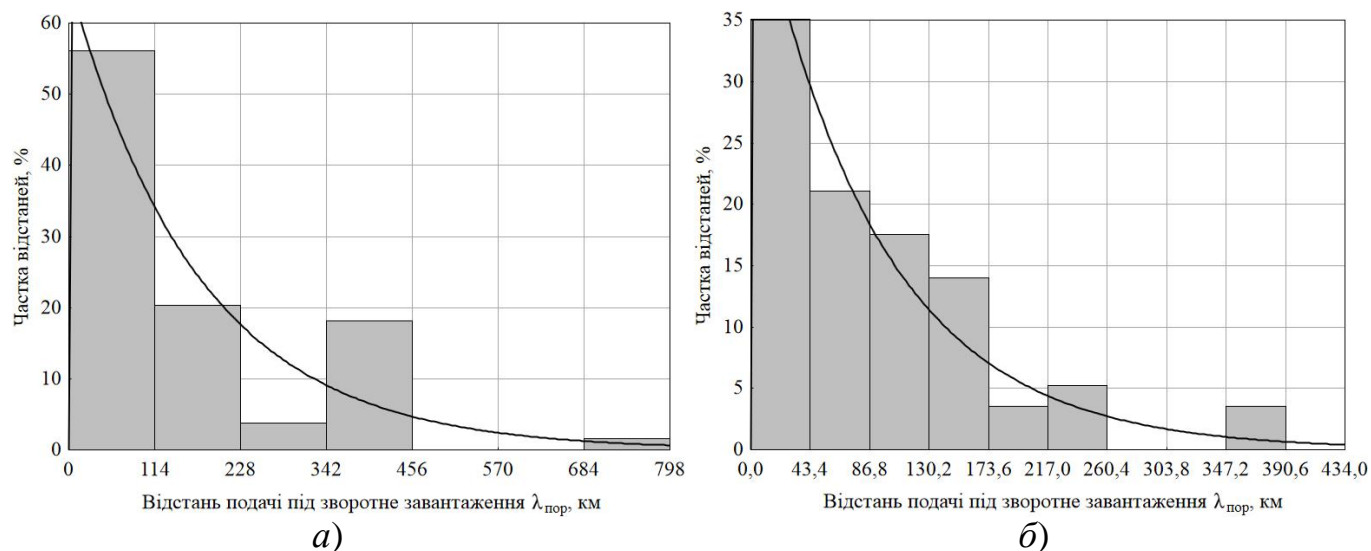 60
50
40
30
20
10
0
Частка відстаней, %
0 114 228 342 456 570 684 798
Відстань подачі під зворотне завантаження λпор, км
а)
35
30
25
20
15
10
5
0
Частка відстаней, %
0,0 43,4 86,8 130,2 173,6 217,0 260.4 303,8 347,2 390,6 434.0
Відстань подачі під зворотне завантаження λпор, км
б)